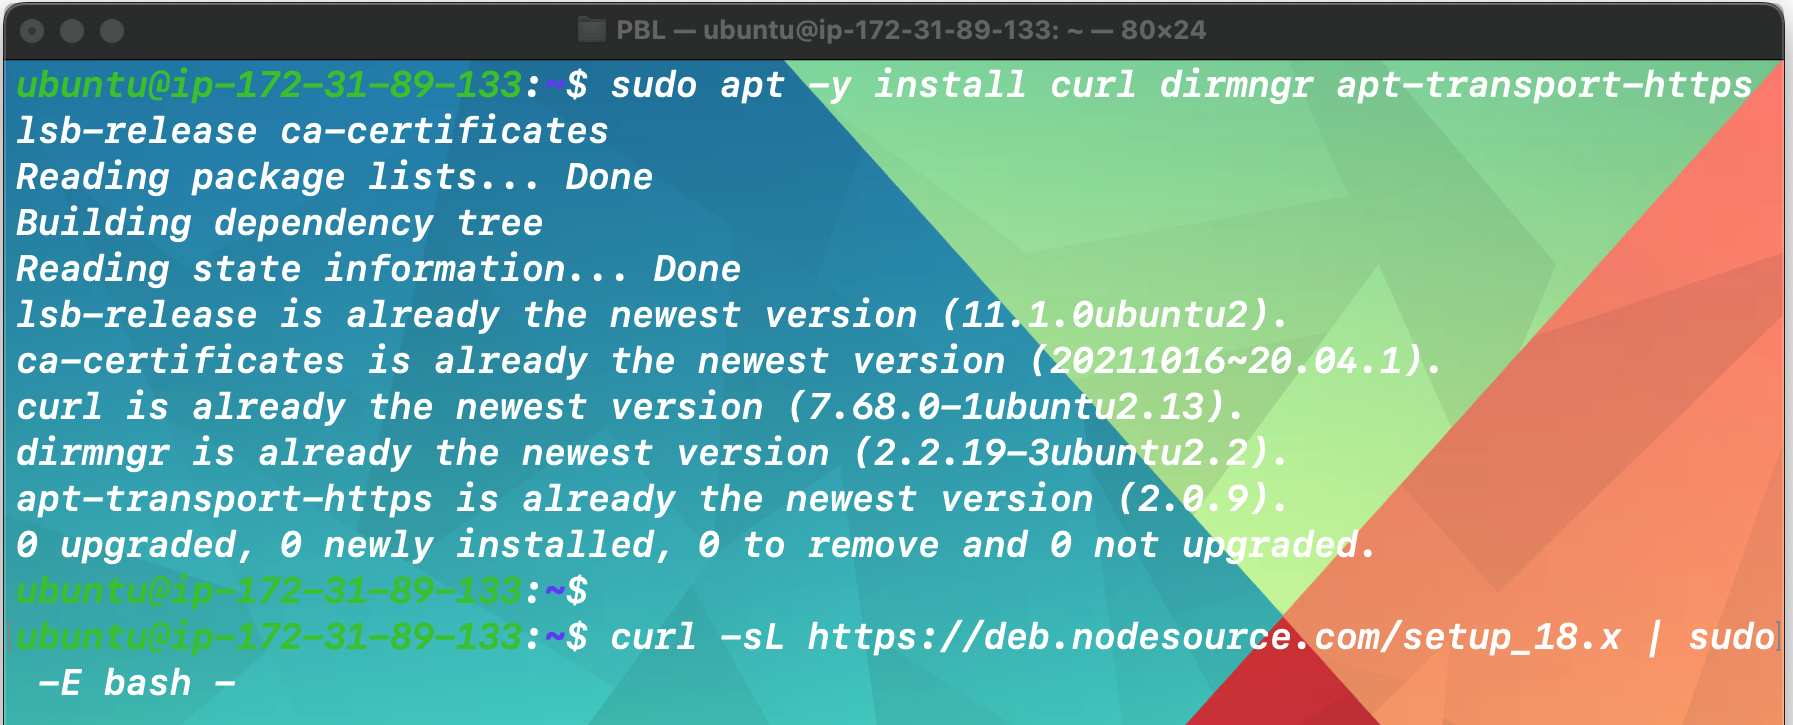 PBL — ubuntu@ip-172-31-89-133: ~ — 80×24
ubuntu@ip-172-31-89-133:~$ sudo apt -y install curl dirmngr apt-transport-https
lsb-release ca-certificates
Reading package lists... Done
Building dependency tree
Reading state information... Done
lsb-release is already the newest version (11.1.0ubuntu2).
ca-certificates is already the newest version (20211016~20.04.1).
curl is already the newest version (7.68.0-1ubuntu2.13).
dirmngr is already the newest version (2.2.19-3ubuntu2.2).
apt-transport-https is already the newest version (2.0.9).
0 upgraded, 0 newly installed, 0 to remove and 0 not upgraded.
ubuntu@ip-172-31-89-133:~$
ubuntu@ip-172-31-89-133:~$ curl -sL https://deb.nodesource.com/setup_18.x | sudo
 -E bash -